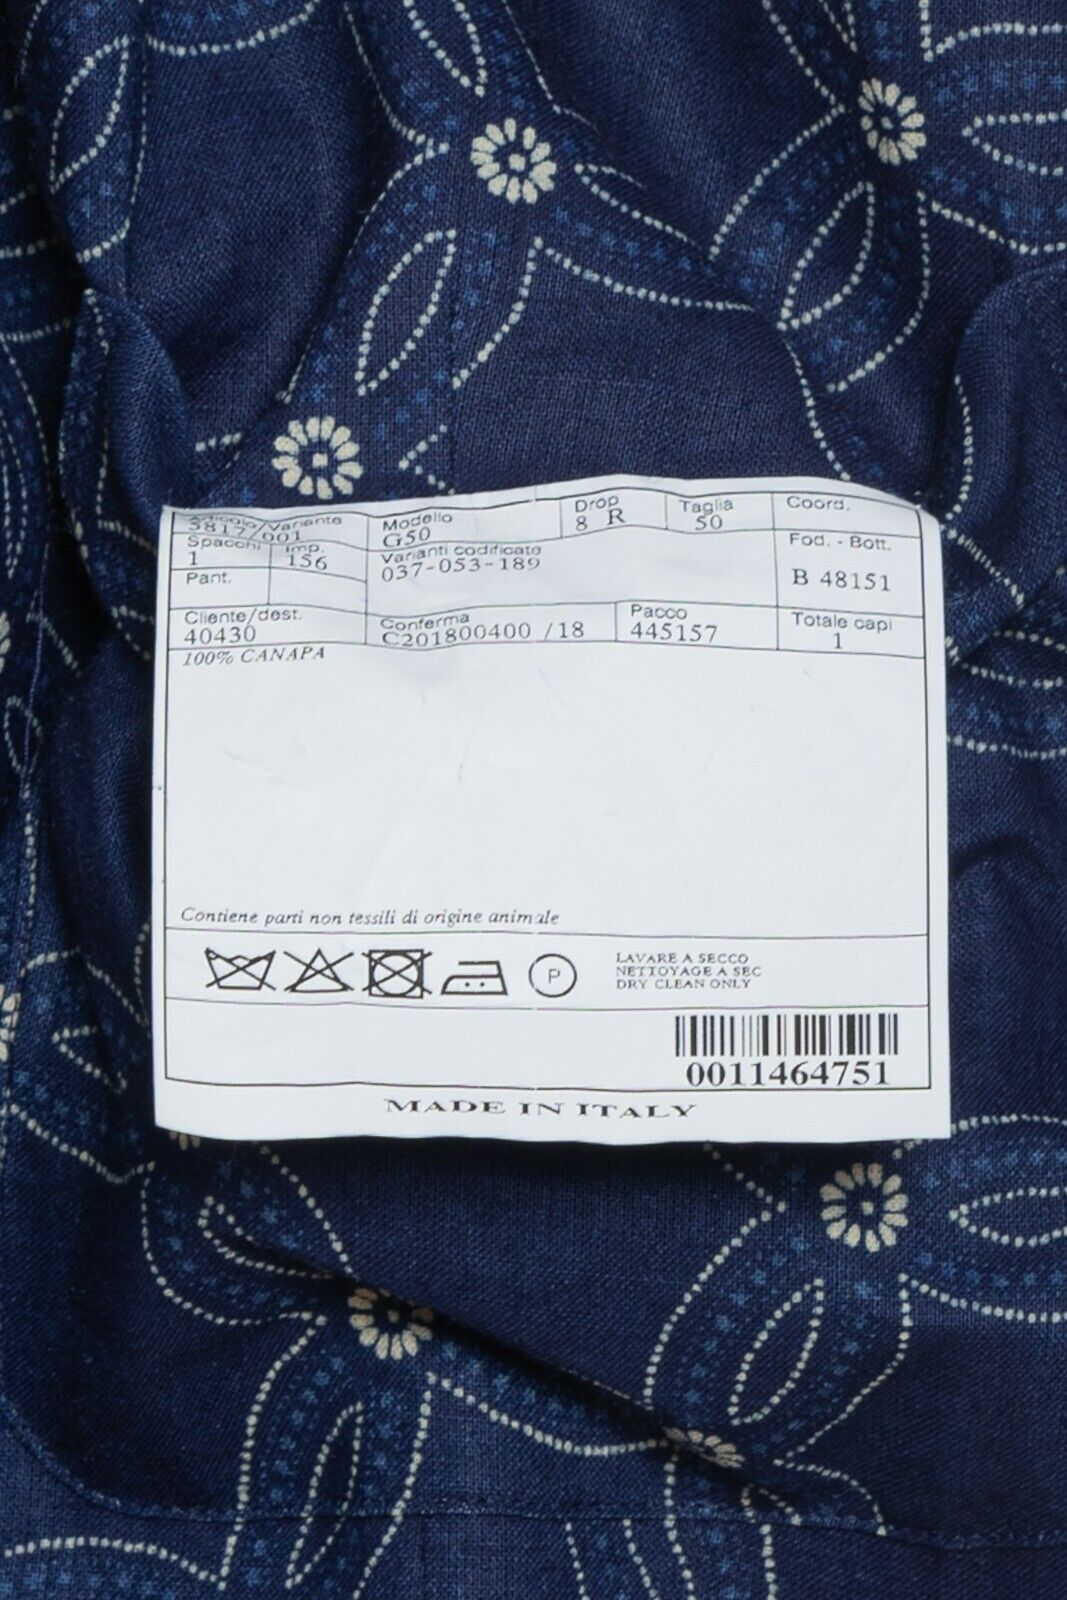 Articolo/Variante Modello Drop Taglia Coord.
3817/001 G50 8 R 50
Spacchi Imp. Varianti codificate Fod. - Bott.
1 156 037-053-189 B 48151
Pant.
Cliente/dest. Conferma Pacco Totale capi
40430 C201800400 /18 445157 1
100% CANAPA
Contiene parti non tessili di origine animale
P
LAVARE A SECCO
NETTOYAGE A SEC
DRY CLEAN ONLY
0011464751
MADE IN ITALY